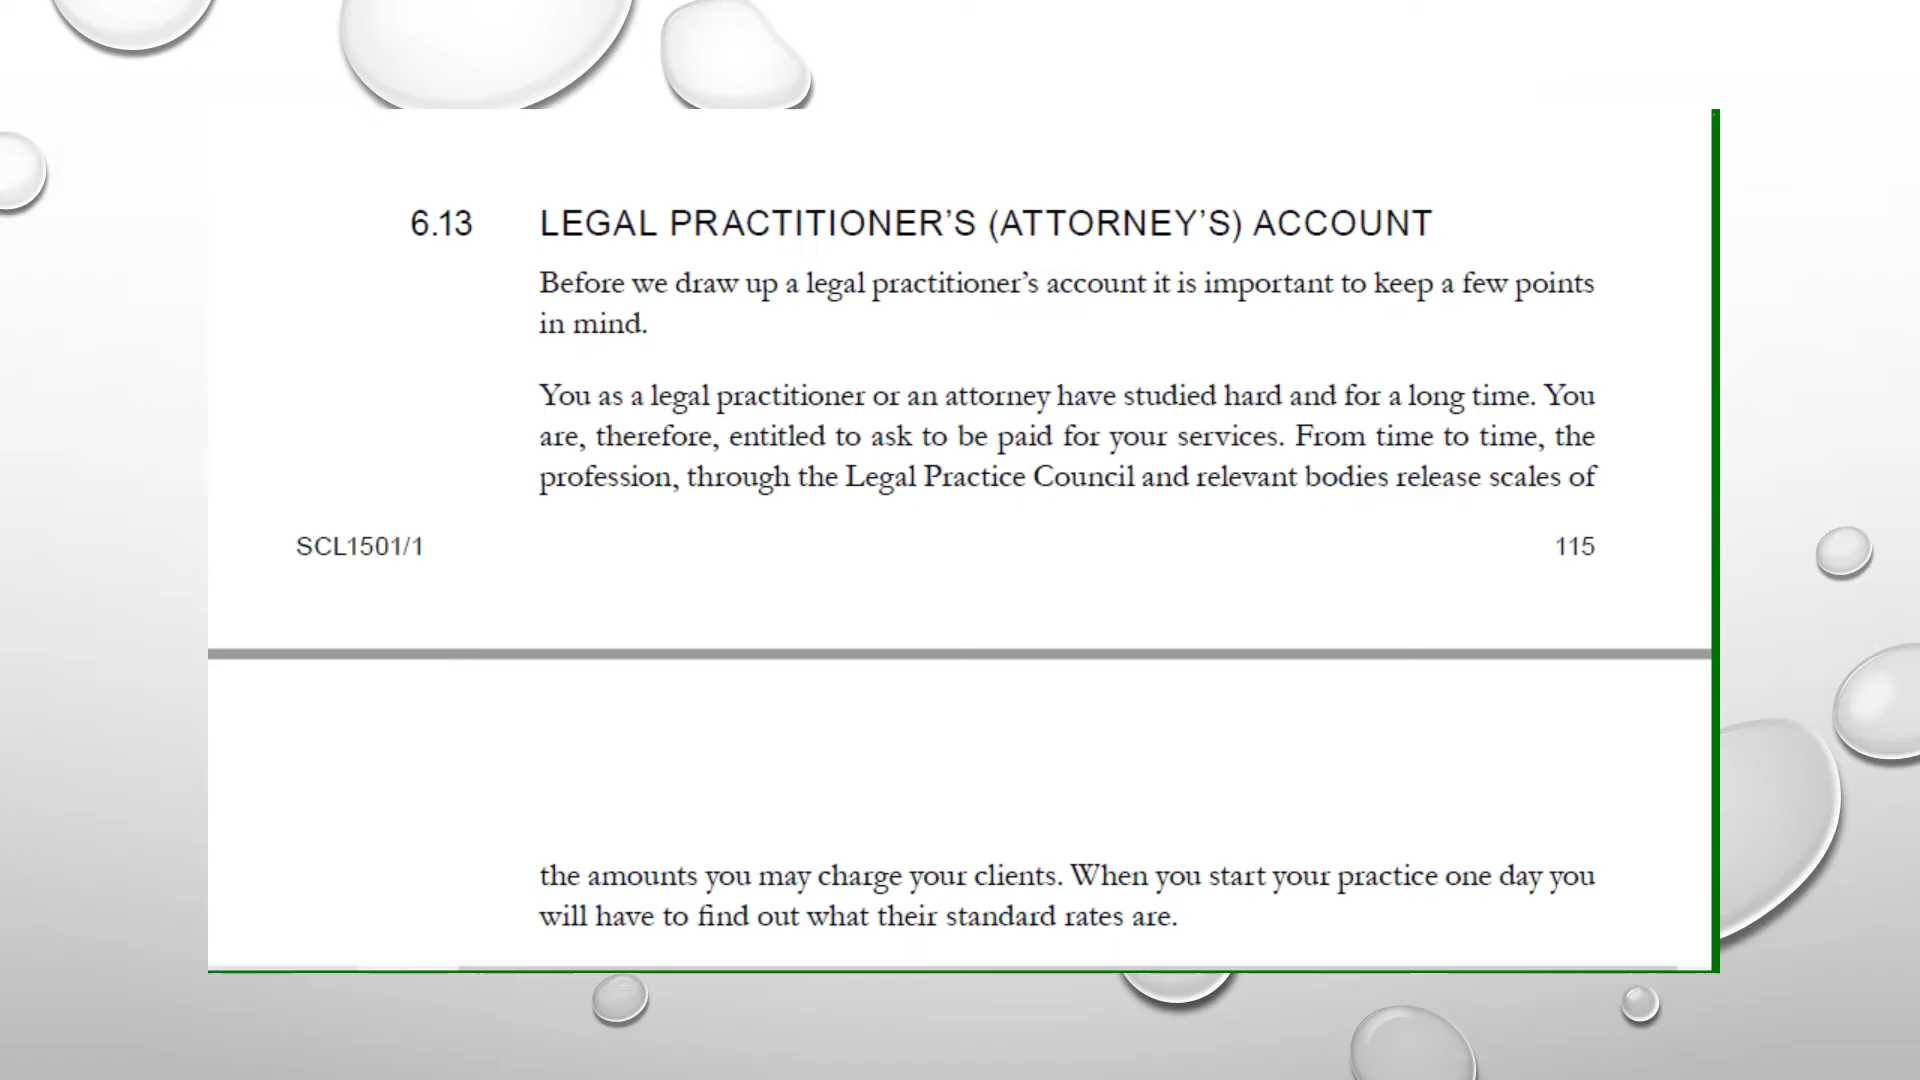 6.13 LEGAL PRACTITIONER’S (ATTORNEY’S) ACCOUNT
Before we draw up a legal practitioner’s account it is important to keep a few points
in mind.
You as a legal practitioner or an attorney have studied hard and for a long time. You
are, therefore, entitled to ask to be paid for your services. From time to time, the
profession, through the Legal Practice Council and relevant bodies release scales of
SCL1501/1 115
the amounts you may charge your clients. When you start your practice one day you
will have to find out what their standard rates are.